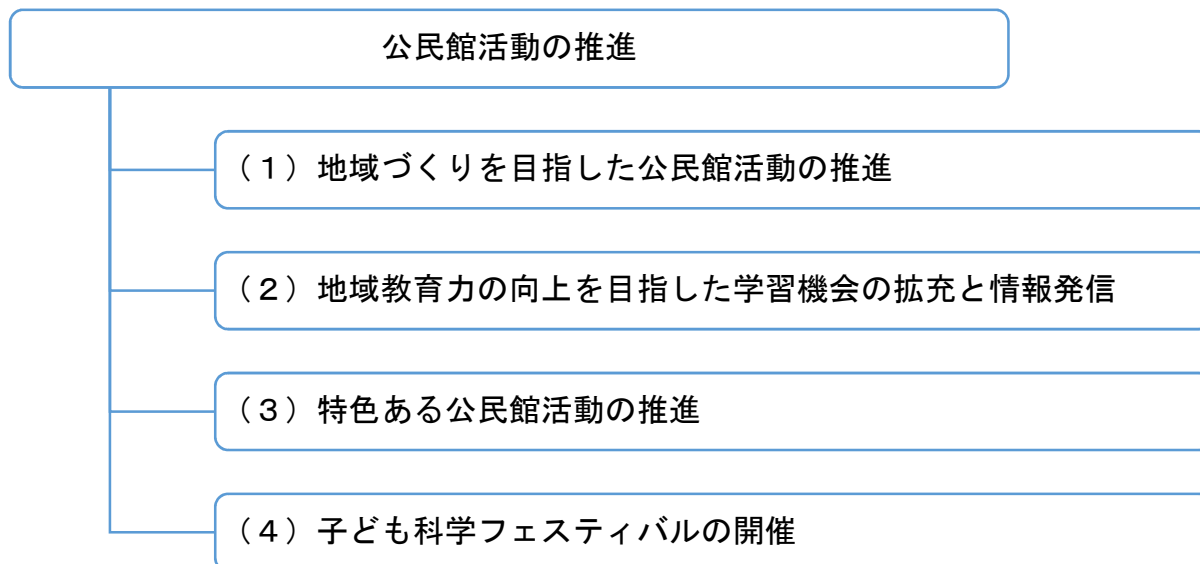 公民館活動の推進
（１）地域づくりを目指した公民館活動の推進
（２）地域教育力の向上を目指した学習機会の拡充と情報発信
（３）特色ある公民館活動の推進
（４）子ども科学フェスティバルの開催